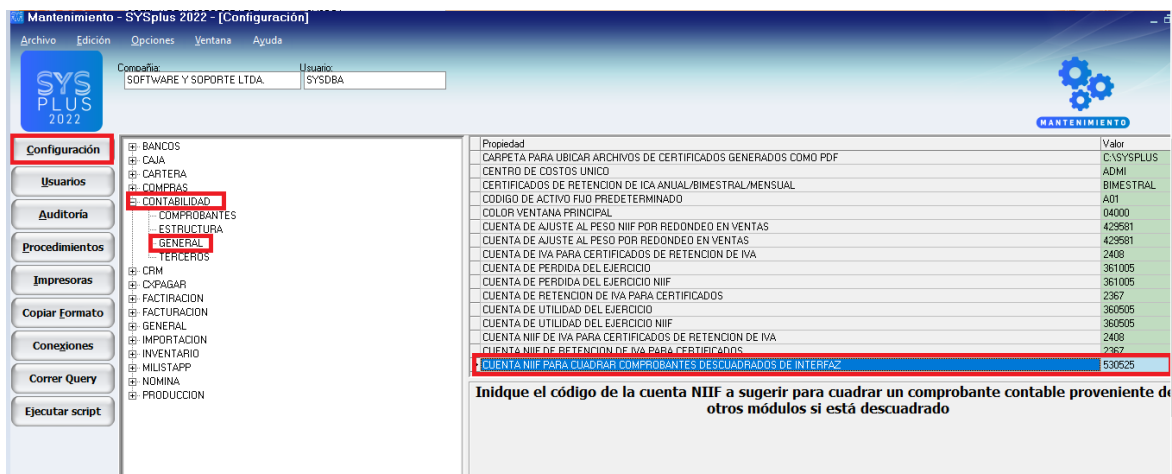 Mantenimiento - SYSplus 2022 - [Configuración]
Archivo Edición Opciones Ventana Ayuda
Compañia: Usuario:
SOFTWARE Y SOPORTE LTDA. SYSDBA
SYS
PLUS
2022
MANTENIMIENTO
Configuración
Usuarios
Auditoría
Procedimientos
Impresoras
Copiar Formato
Conexiones
Correr Query
Ejecutar script
BANCOS
CAJA
CARTERA
COMPRAS
CONTABILIDAD
COMPROBANTES
ESTRUCTURA
GENERAL
TERCEROS
CRM
CXPAGAR
FACTIRACION
FACTURACION
GENERAL
IMPORTACION
INVENTARIO
MILISTAPP
NOMINA
PRODUCCION
Propiedad Valor
CARPETA PARA UBICAR ARCHIVOS DE CERTIFICADOS GENERADOS COMO PDF C:\SYSPLUS
CENTRO DE COSTOS UNICO ADMI
CERTIFICADOS DE RETENCION DE ICA ANUAL/BIMESTRAL/MENSUAL BIMESTRAL
CODIGO DE ACTIVO FIJO PREDETERMINADO A01
COLOR VENTANA PRINCIPAL 04000
CUENTA DE AJUSTE AL PESO NIIF POR REDONDEO EN VENTAS 429581
CUENTA DE AJUSTE AL PESO POR REDONDEO EN VENTAS 429581
CUENTA DE IVA PARA CERTIFICADOS DE RETENCION DE IVA 2408
CUENTA DE PERDIDA DEL EJERCICIO 361005
CUENTA DE PERDIDA DEL EJERCICIO NIIF 361005
CUENTA DE RETENCION DE IVA PARA CERTIFICADOS 2367
CUENTA DE UTILIDAD DEL EJERCICIO 360505
CUENTA DE UTILIDAD DEL EJERCICIO NIIF 360505
CUENTA NIIF DE IVA PARA CERTIFICADOS DE RETENCION DE IVA 2408
CUENTA NIIF DE RETENCION DE IVA PARA CERTIFICADOS 2367
CUENTA NIIF PARA CUADRAR COMPROBANTES DESCUADRADOS DE INTERFAZ 530525
Inidque el código de la cuenta NIIF a sugerir para cuadrar un comprobante contable proveniente de
otros módulos si está descuadrado